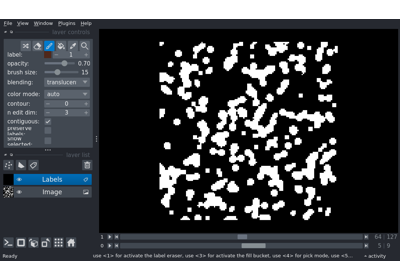 File View Window Plugins Help
layer controls
label: 1
opacity: 0.70
brush size: 15
blending: translucen
color mode: auto
contour: 0
n edit dim: 3
contiguous:
preserve labels:
show selected:
layer list
Labels
Image
1 64 127
0 5 9
Ready use <1> for activate the label eraser, use <3> for activate the fill bucket, use <4> for pick mode, use <5... activity